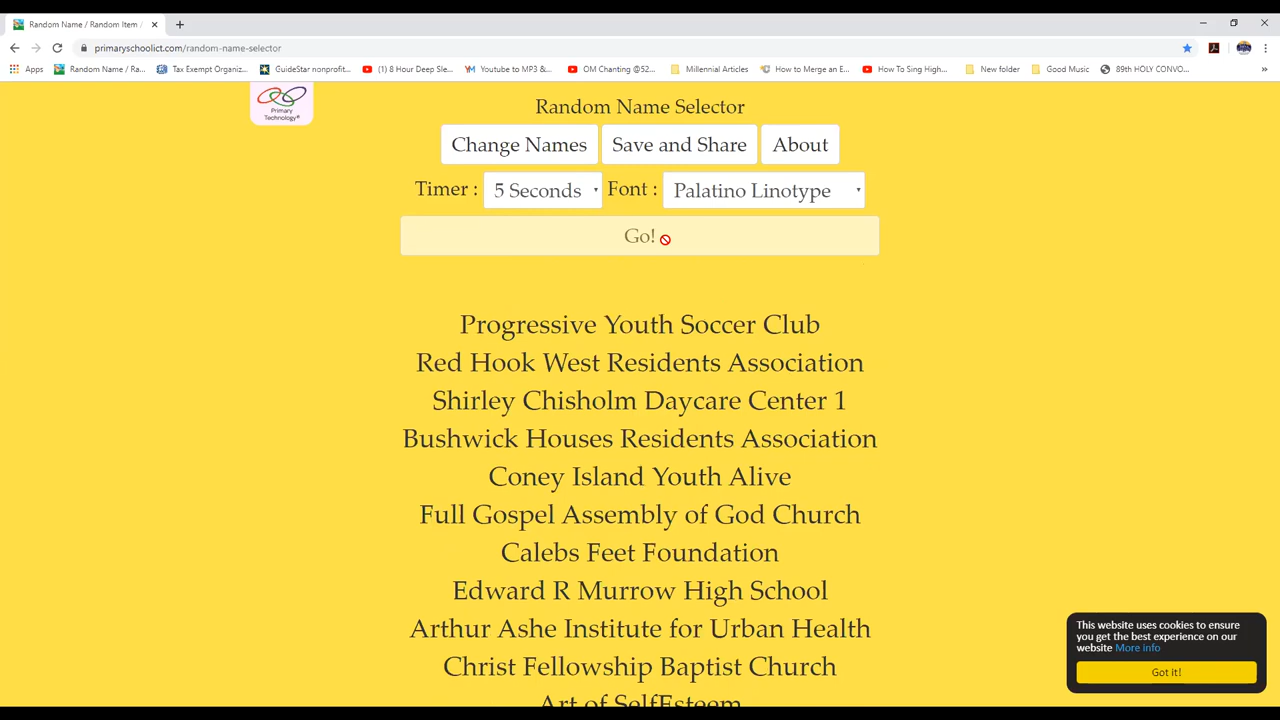 Random Name / Random Item /
primaryschoolict.com/random-name-selector
Apps
Random Name / Ra...
Tax Exempt Organiz...
GuideStar nonprofit...
(1) 8 Hour Deep Sle...
Youtube to MP3 &...
OM Chanting @52...
Millennial Articles
How to Merge an E...
How To Sing High...
New folder
Good Music
89th HOLY CONVO...
»
Primary
Technology®
Random Name Selector
Change Names
Save and Share
About
Timer : 5 Seconds Font : Palatino Linotype
Go!
Progressive Youth Soccer Club
Red Hook West Residents Association
Shirley Chisholm Daycare Center 1
Bushwick Houses Residents Association
Coney Island Youth Alive
Full Gospel Assembly of God Church
Calebs Feet Foundation
Edward R Murrow High School
Arthur Ashe Institute for Urban Health
Christ Fellowship Baptist Church
Art of SelfEsteem
This website uses cookies to ensure
you get the best experience on our
website More info
Got it!